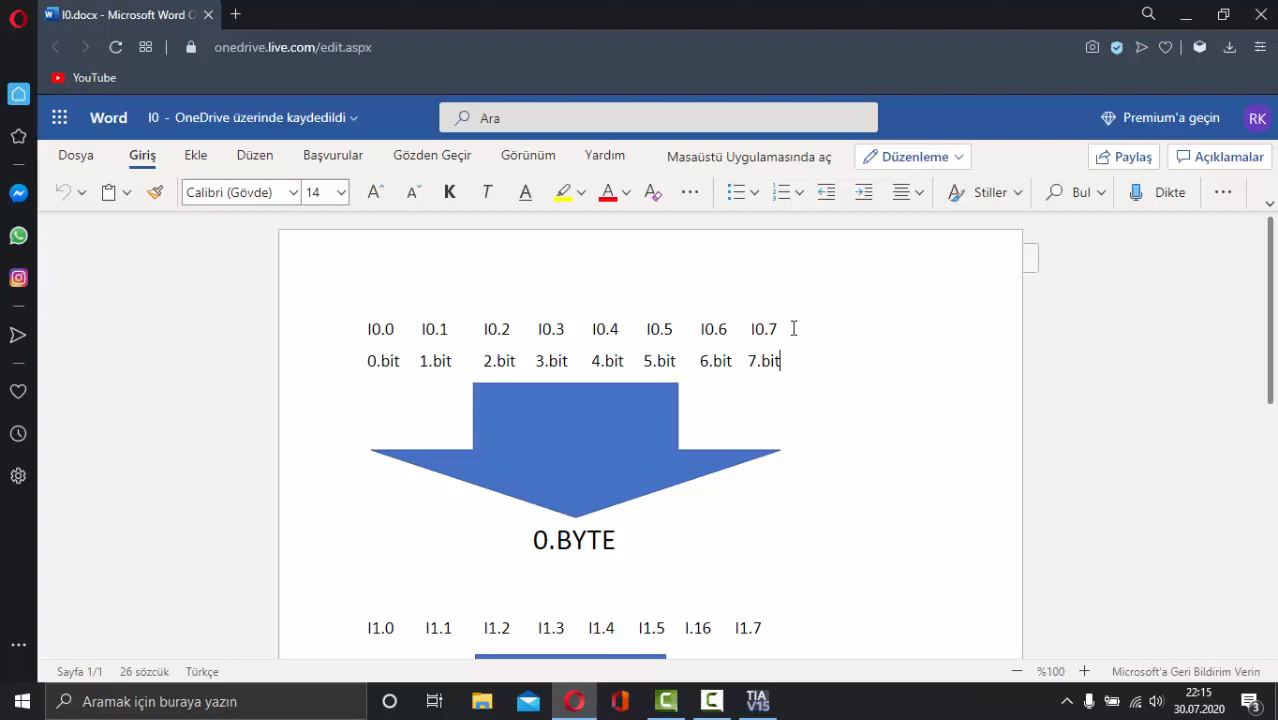 I0.docx - Microsoft Word O
onedrive.live.com/edit.aspx
YouTube
Word I0 - OneDrive üzerinde kaydedildi Ara Premium'a geçin RK
Dosya Giriş Ekle Düzen Başvurular Gözden Geçir Görünüm Yardım Masaüstü Uygulamasında aç Düzenleme Paylaş Açıklamalar
Calibri (Gövde) 14 K T A A Stiller Bul Dikte
I0.0 I0.1 I0.2 I0.3 I0.4 I0.5 I0.6 I0.7
0.bit 1.bit 2.bit 3.bit 4.bit 5.bit 6.bit 7.bit
0.BYTE
I1.0 I1.1 I1.2 I1.3 I1.4 I1.5 I.16 I1.7
Sayfa 1/1 26 sözcük Türkçe %100 Microsoft'a Geri Bildirim Verin
Aramak için buraya yazın TIA V15 22:15
30.07.2020 3